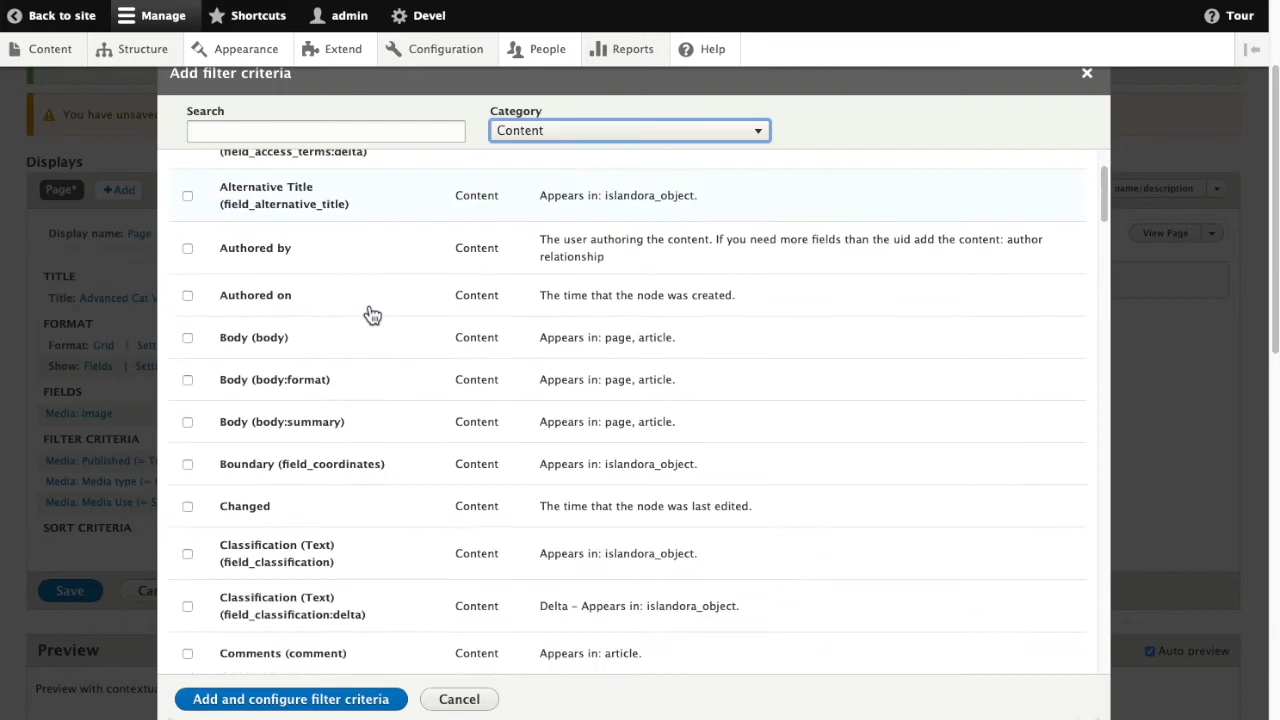 Back to site
Manage
Shortcuts
admin
Devel
Tour
Content
Structure
Appearance
Extend
Configuration
People
Reports
Help
Add filter criteria
You have unsave
Displays
Page*
+Add
name/description
Display name: Page
View Page
TITLE
Title: Advanced Cat V
FORMAT
Format: Grid | Sett
Show: Fields | Setti
FIELDS
Media: Image
FILTER CRITERIA
Media: Published (= T
Media: Media type (=
Media: Media Use (= S
SORT CRITERIA
Save
Can
Preview
Auto preview
Preview with contextua
Search
Category
Content
(field_access_terms:delta)
Alternative Title
(field_alternative_title)
Content
Appears in: islandora_object.
Authored by
Content
The user authoring the content. If you need more fields than the uid add the content: author
relationship
Authored on
Content
The time that the node was created.
Body (body)
Content
Appears in: page, article.
Body (body:format)
Content
Appears in: page, article.
Body (body:summary)
Content
Appears in: page, article.
Boundary (field_coordinates)
Content
Appears in: islandora_object.
Changed
Content
The time that the node was last edited.
Classification (Text)
(field_classification)
Content
Appears in: islandora_object.
Classification (Text)
(field_classification:delta)
Content
Delta – Appears in: islandora_object.
Comments (comment)
Content
Appears in: article.
Add and configure filter criteria
Cancel